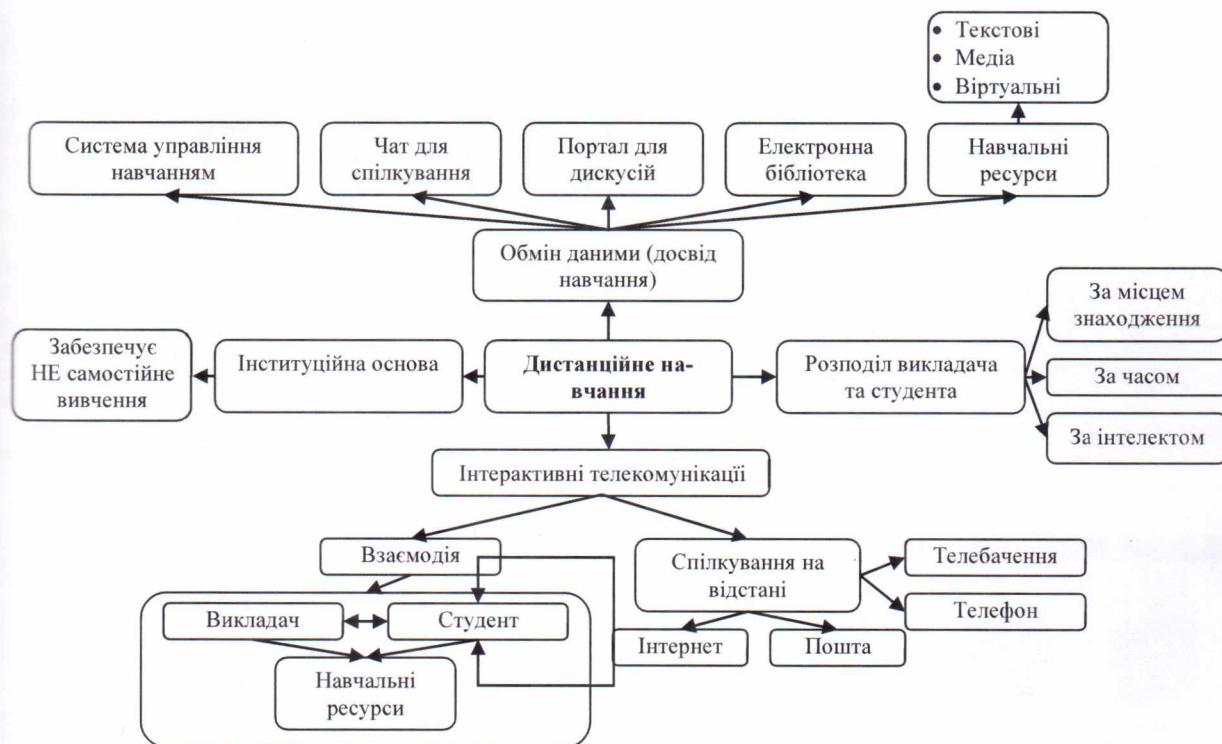 • Текстові
• Медіа
• Віртуальні
Система управління
навчанням
Чат для
спілкування
Портал для
дискусій
Електронна
бібліотека
Навчальні
ресурси
Обмін даними (досвід
навчання)
За місцем
знаходження
Забезпечує
НЕ самостійне
вивчення
Інституційна основа
Дистанційне на-
вчання
Розподіл викладача
та студента
За часом
За інтелектом
Інтерактивні телекомунікації
Взаємодія
Спілкування на
відстані
Телебачення
Телефон
Викладач
Студент
Інтернет
Пошта
Навчальні
ресурси